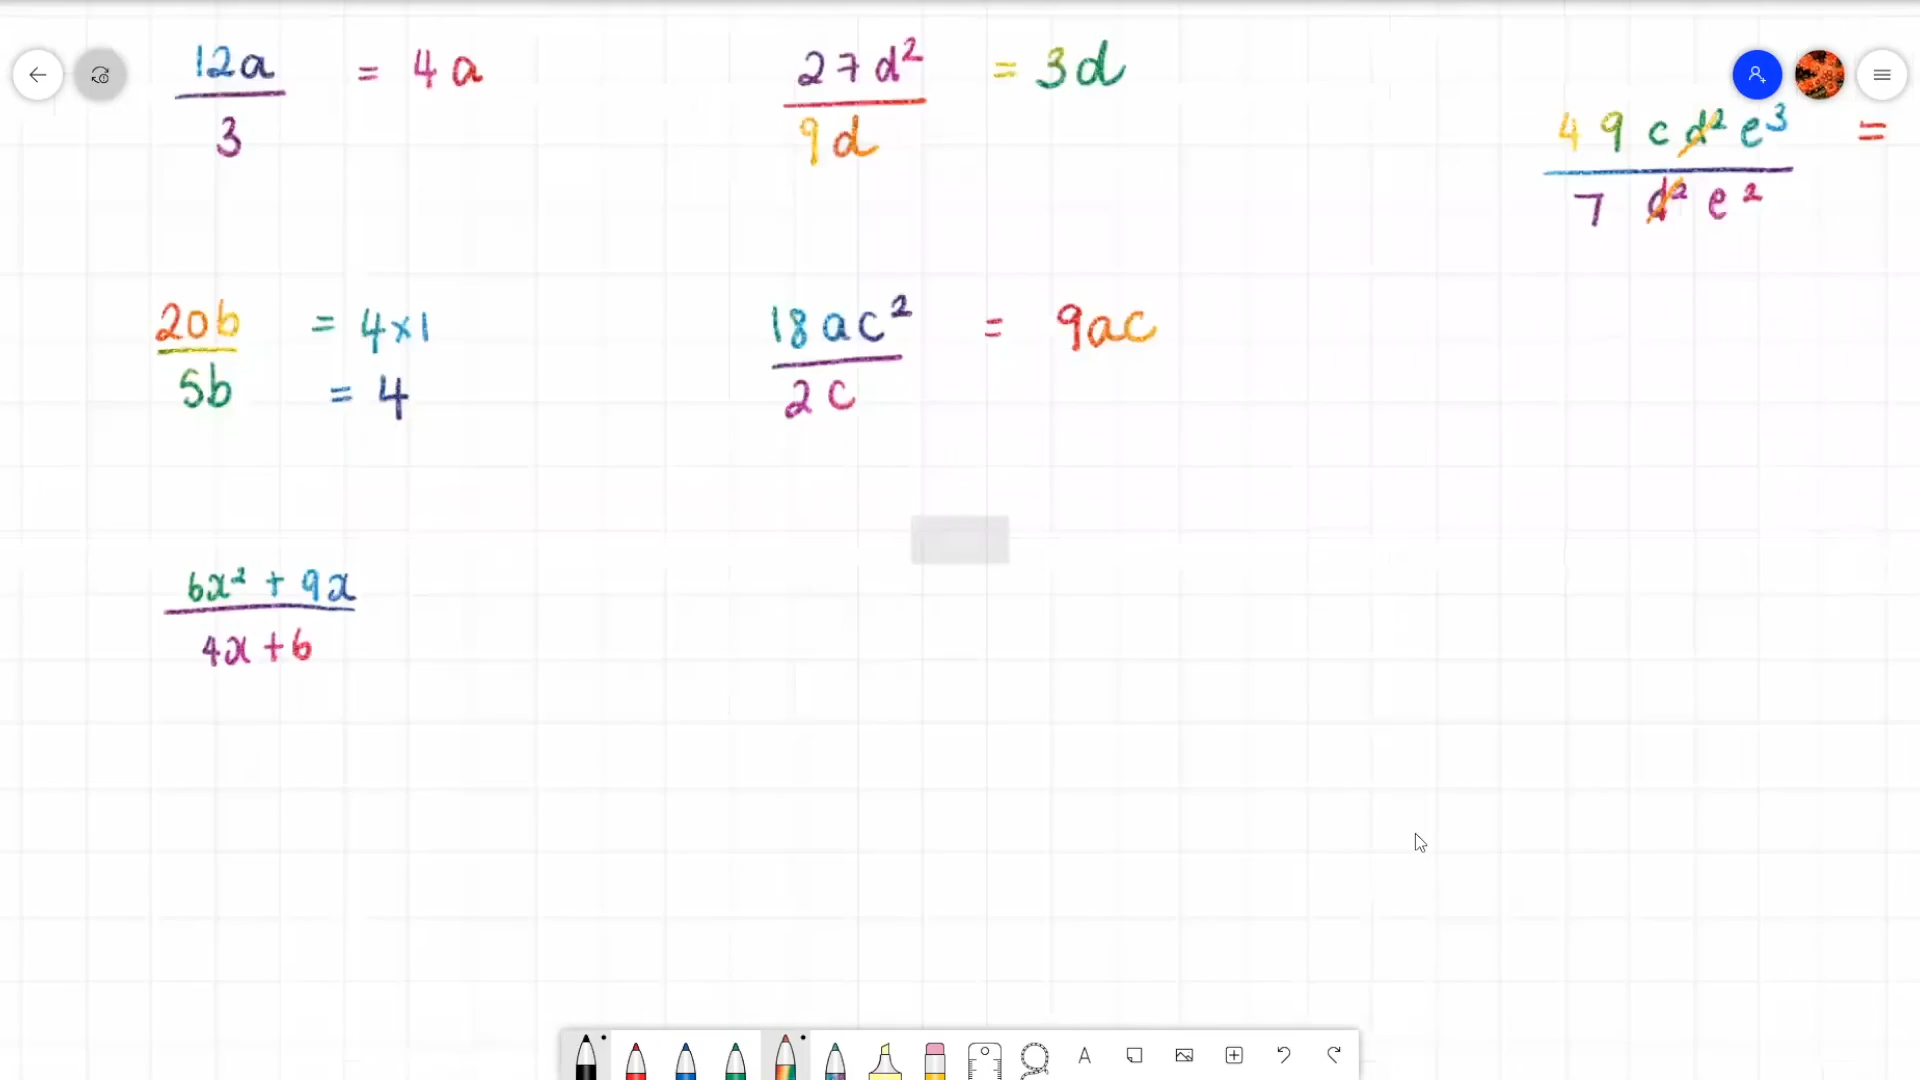 12a/3 = 4a
20b/5b = 4×1
= 4
6x² + 9x / 4x + 6
27d²/9d = 3d
18ac²/2c = 9ac
49cd²e³/7d²e² =
A